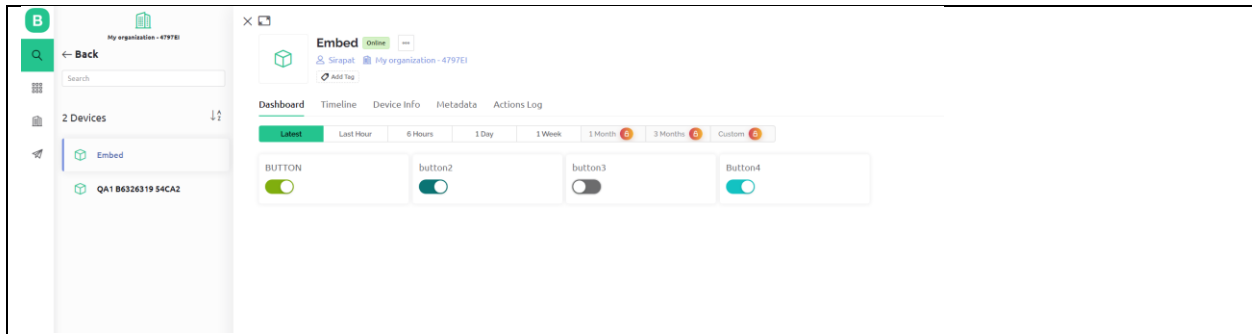 B
My organization - 4797EI
← Back
Search
2 Devices
Embed
QA1 B6326319 54CA2
Embed Online
Sirapat My organization - 4797EI
Add Tag
Dashboard Timeline Device Info Metadata Actions Log
Latest Last Hour 6 Hours 1 Day 1 Week 1 Month 3 Months Custom
BUTTON button2 button3 Button4